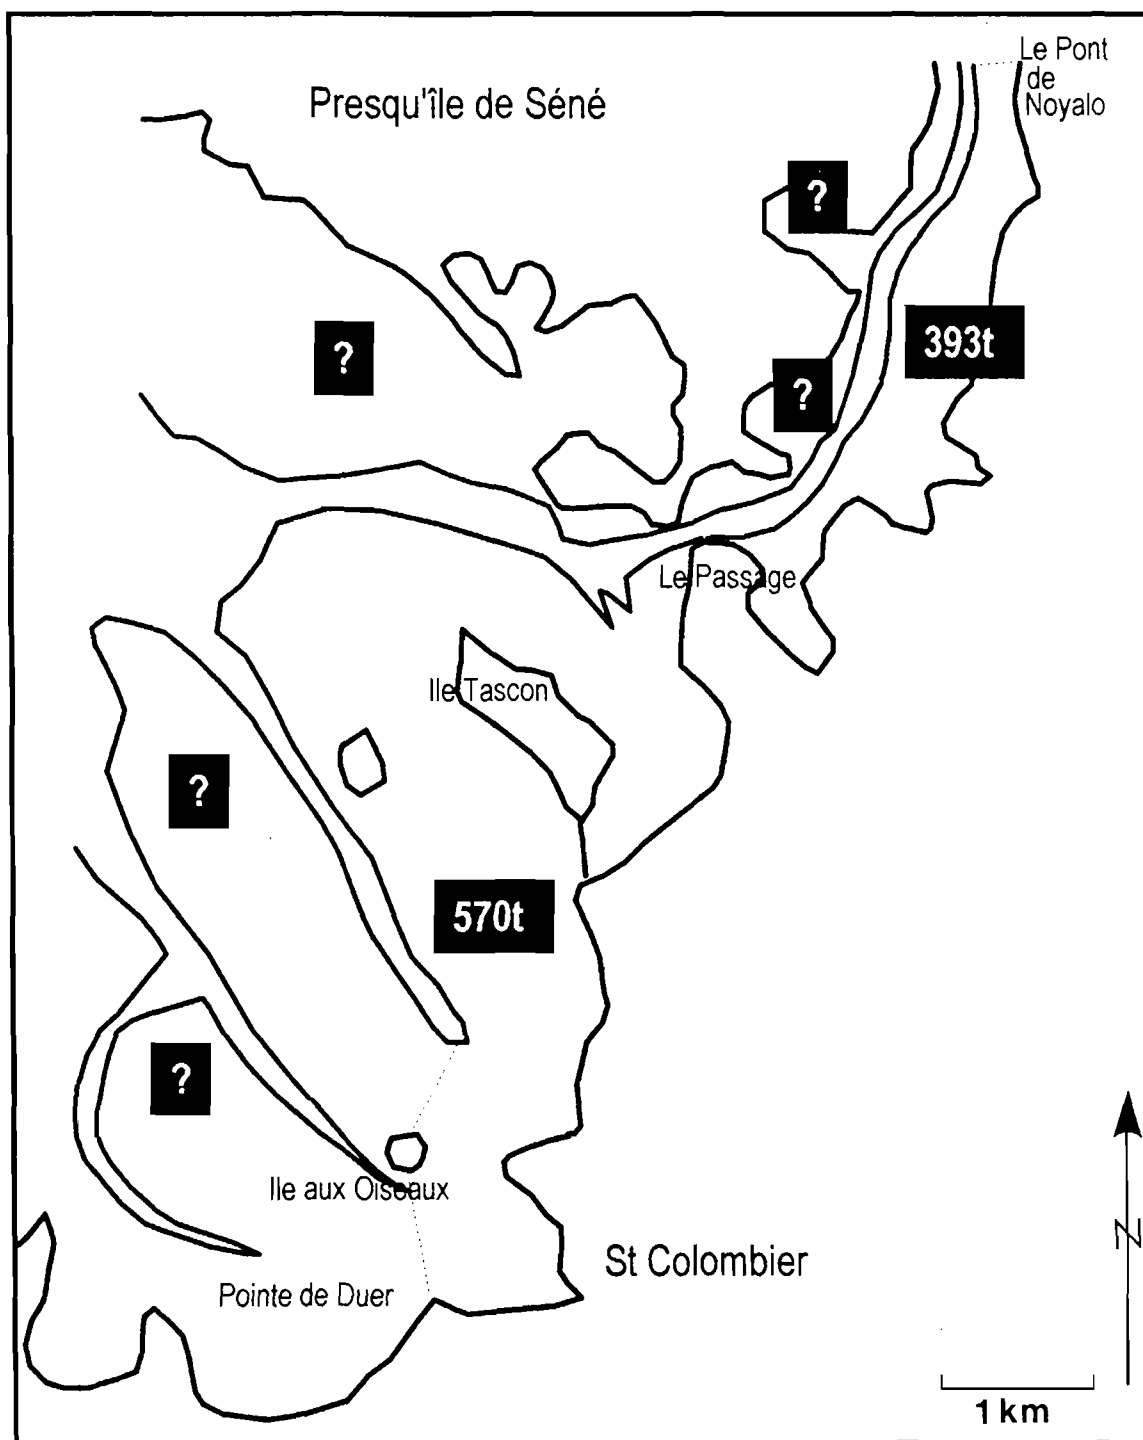 Le Pont
de
Noyalo
Presqu'île de Séné
?
?
393t
?
Le Passage
Ile Tascon
?
570t
?
Ile aux Oiseaux
St Colombier
Pointe de Duer
N
1 km